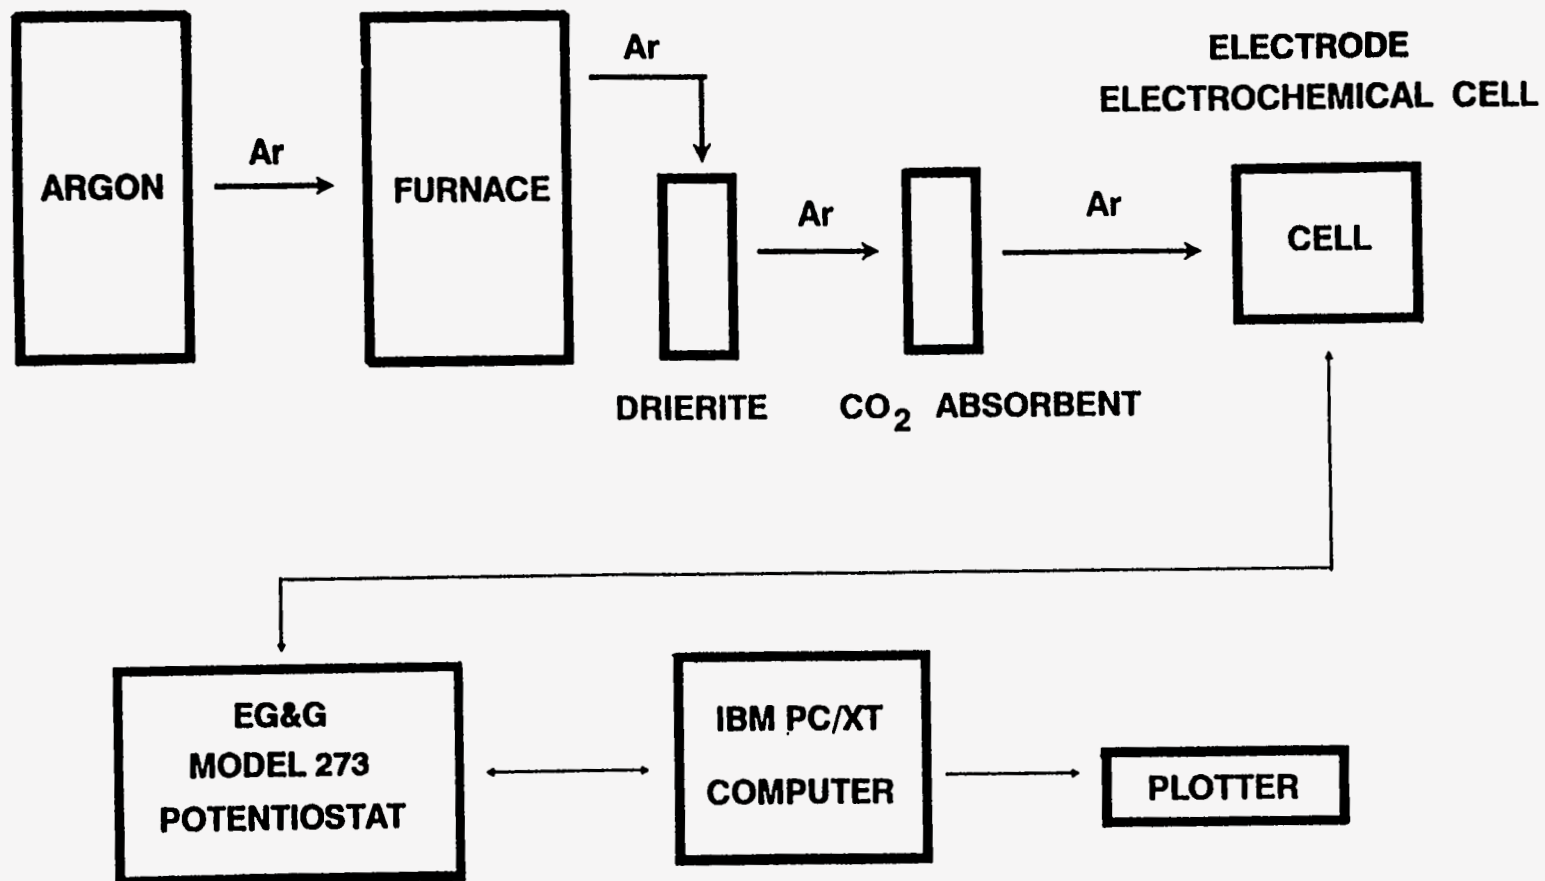 Ar
ELECTRODE
ELECTROCHEMICAL CELL
ARGON
Ar
FURNACE
Ar
Ar
CELL
DRIERITE
CO₂ ABSORBENT
EG&G
MODEL 273
POTENTIOSTAT
IBM PC/XT
COMPUTER
PLOTTER